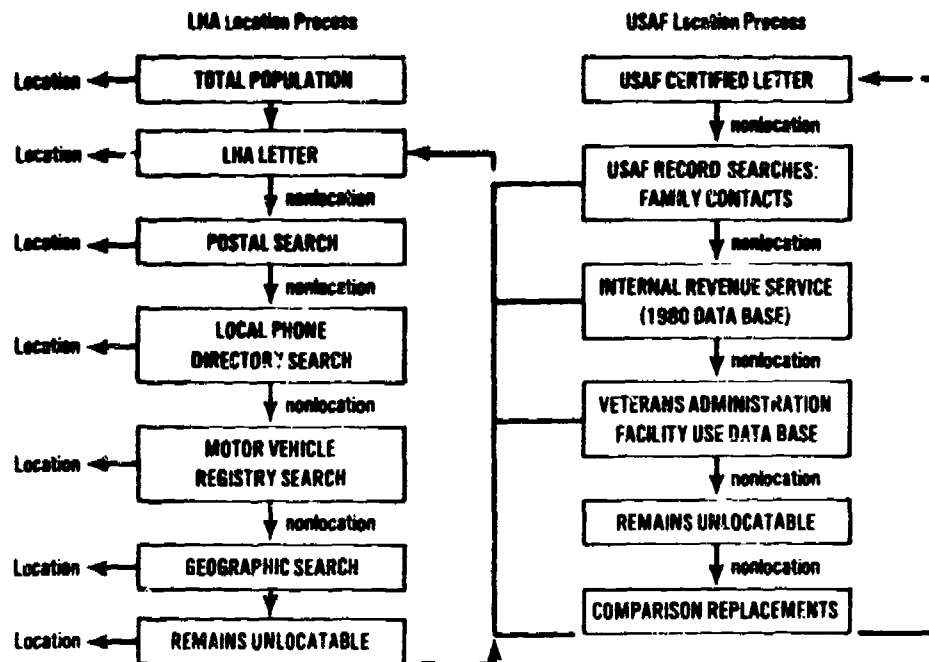 LHA Location Process
Location
TOTAL POPULATION
Location
LHA LETTER
nonlocation
Location
POSTAL SEARCH
nonlocation
Location
LOCAL PHONE
DIRECTORY SEARCH
nonlocation
Location
MOTOR VEHICLE
REGISTRY SEARCH
nonlocation
Location
GEOGRAPHIC SEARCH
Location
REMAINS UNLOCATABLE
USAF Location Process
USAF CERTIFIED LETTER
nonlocation
USAF RECORD SEARCHES:
FAMILY CONTACTS
nonlocation
INTERNAL REVENUE SERVICE
(1980 DATA BASE)
nonlocation
VETERANS ADMINISTRATION
FACILITY USE DATA BASE
nonlocation
REMAINS UNLOCATABLE
nonlocation
COMPARISON REPLACEMENTS